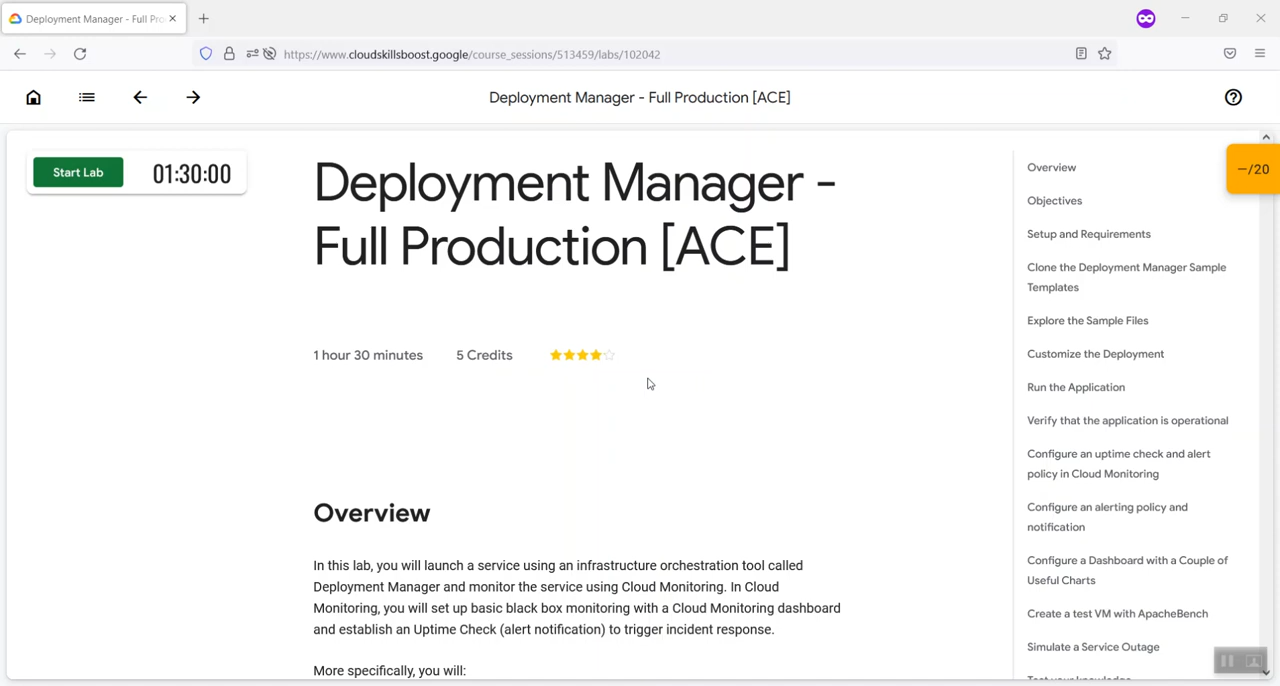 Deployment Manager - Full Pro
https://www.cloudskillsboost.google/course_sessions/513459/labs/102042
Deployment Manager - Full Production [ACE]
Start Lab
01:30:00
Deployment Manager -
Full Production [ACE]
1 hour 30 minutes
5 Credits
Overview
In this lab, you will launch a service using an infrastructure orchestration tool called
Deployment Manager and monitor the service using Cloud Monitoring. In Cloud
Monitoring, you will set up basic black box monitoring with a Cloud Monitoring dashboard
and establish an Uptime Check (alert notification) to trigger incident response.
More specifically, you will:
Overview
–/20
Objectives
Setup and Requirements
Clone the Deployment Manager Sample
Templates
Explore the Sample Files
Customize the Deployment
Run the Application
Verify that the application is operational
Configure an uptime check and alert
policy in Cloud Monitoring
Configure an alerting policy and
notification
Configure a Dashboard with a Couple of
Useful Charts
Create a test VM with ApacheBench
Simulate a Service Outage
Test your knowledge